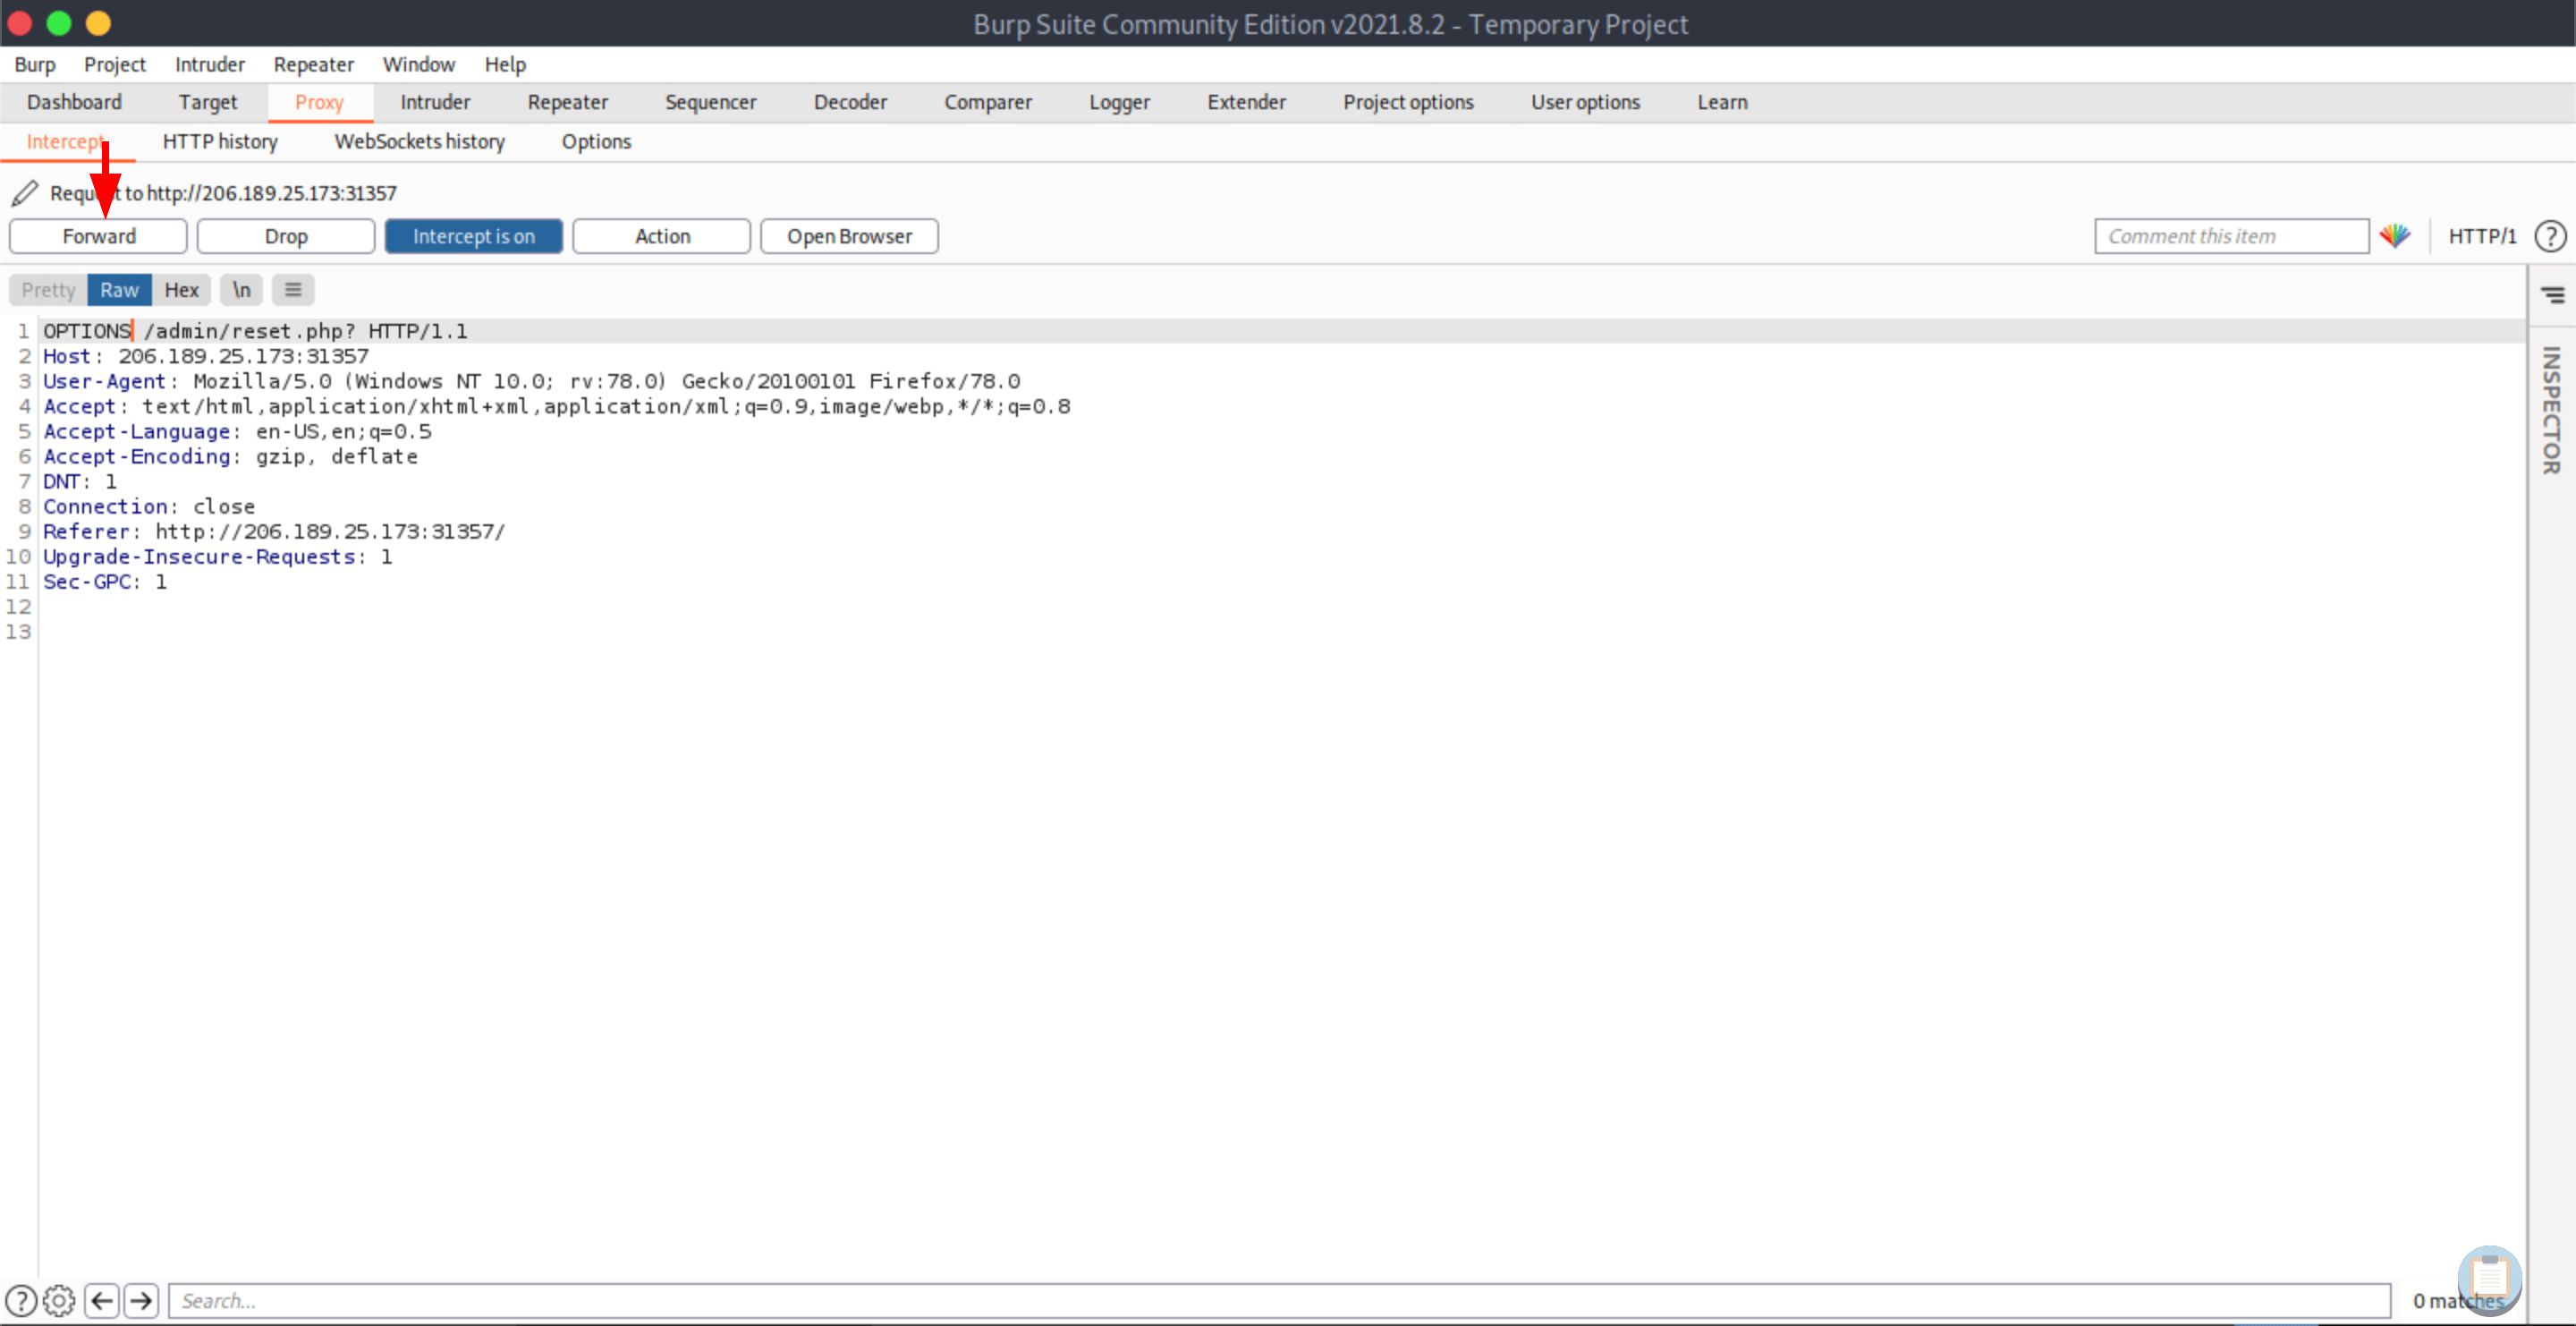 Burp Suite Community Edition v2021.8.2 - Temporary Project
Burp Project Intruder Repeater Window Help
Dashboard Target Proxy Intruder Repeater Sequencer Decoder Comparer Logger Extender Project options User options Learn
Intercept HTTP history WebSockets history Options
Request to http://206.189.25.173:31357
Forward Drop Intercept is on Action Open Browser Comment this item HTTP/1 ?
Pretty Raw Hex \n ≡
INSPECTOR
1 OPTIONS /admin/reset.php? HTTP/1.1
2 Host: 206.189.25.173:31357
3 User-Agent: Mozilla/5.0 (Windows NT 10.0; rv:78.0) Gecko/20100101 Firefox/78.0
4 Accept: text/html,application/xhtml+xml,application/xml;q=0.9,image/webp,*/*;q=0.8
5 Accept-Language: en-US,en;q=0.5
6 Accept-Encoding: gzip, deflate
7 DNT: 1
8 Connection: close
9 Referer: http://206.189.25.173:31357/
10 Upgrade-Insecure-Requests: 1
11 Sec-GPC: 1
12
13
? Search... 0 matches